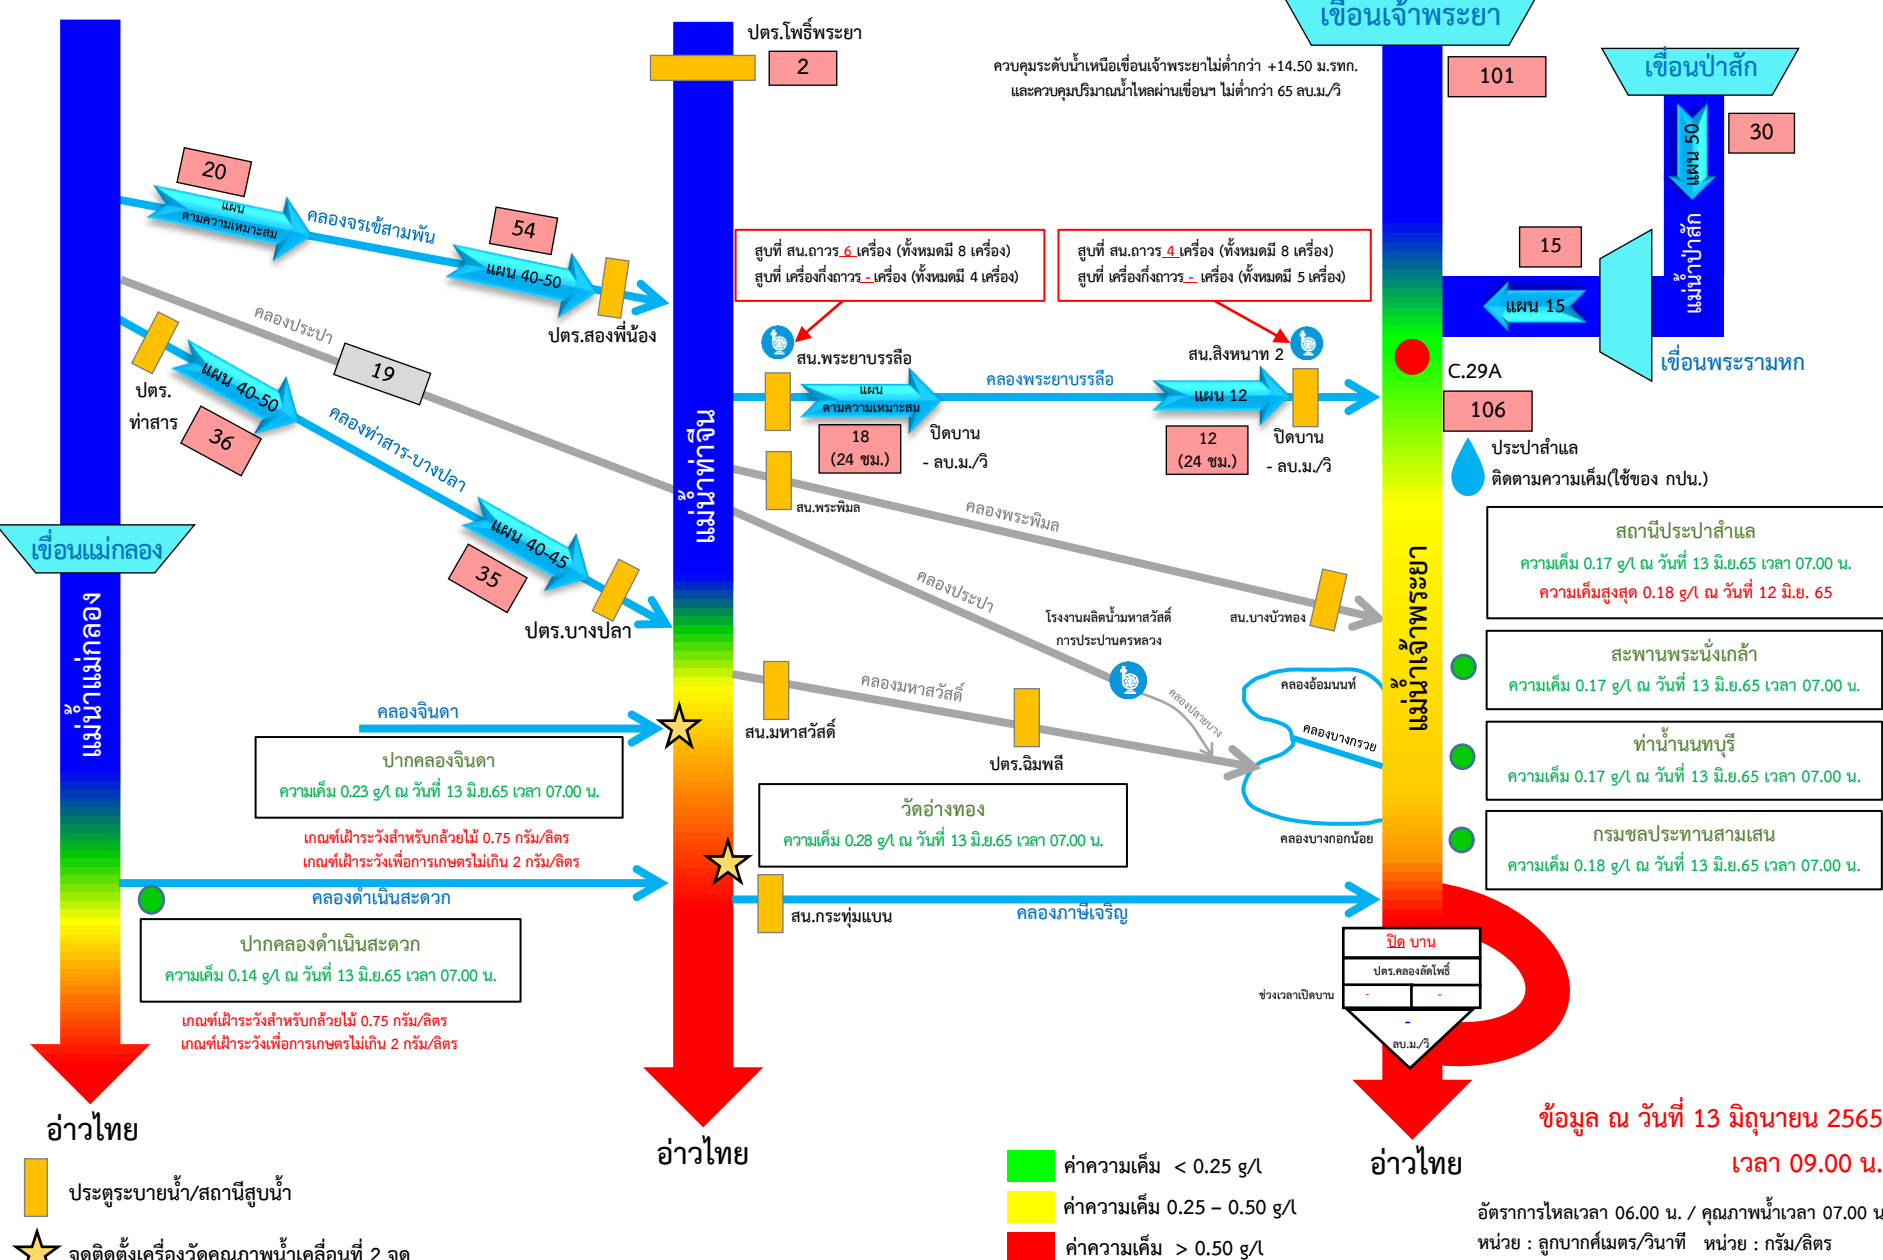 เขื่อนเจ้าพระยา
ปตร.โพธิ์พระยา
2
ควบคุมระดับน้ำเหนือเขื่อนเจ้าพระยาไม่ต่ำกว่า +14.50 ม.รทก.
และควบคุมปริมาณน้ำไหลผ่านเขื่อนฯ ไม่ต่ำกว่า 65 ลบ.ม./วิ
101
เขื่อนป่าสัก
แผน 50
30
แม่น้ำป่าสัก
15
แผน 15
เขื่อนพระรามหก
20
แผน
ตามความเหมาะสม
คลองจรเข้สามพัน
54
แผน 40-50
ปตร.สองพี่น้อง
สูบที่ สน.ถาวร 6 เครื่อง (ทั้งหมดมี 8 เครื่อง)
สูบที่ เครื่องกึ่งถาวร - เครื่อง (ทั้งหมดมี 4 เครื่อง)
สูบที่ สน.ถาวร 4 เครื่อง (ทั้งหมดมี 8 เครื่อง)
สูบที่ เครื่องกึ่งถาวร - เครื่อง (ทั้งหมดมี 5 เครื่อง)
คลองประปา
19
ปตร.
ท่าสาร
แผน 40-50
36
คลองท่าสาร-บางปลา
แผน 40-45
35
ปตร.บางปลา
สน.พระยาบรรลือ
แผน
ตามความเหมาะสม
18
(24 ชม.)
ปิดบาน
- ลบ.ม./วิ
คลองพระยาบรรลือ
สน.สิงหนาท 2
แผน 12
12
(24 ชม.)
ปิดบาน
- ลบ.ม./วิ
C.29A
106
ประปาสำแล
ติดตามความเค็ม(ใช้ของ กปน.)
สน.พระพิมล
คลองพระพิมล
สน.บางบัวทอง
แม่น้ำท่าจีน
แม่น้ำเจ้าพระยา
เขื่อนแม่กลอง
แม่น้ำแม่กลอง
สถานีประปาสำแล
ความเค็ม 0.17 g/l ณ วันที่ 13 มิ.ย.65 เวลา 07.00 น.
ความเค็มสูงสุด 0.18 g/l ณ วันที่ 12 มิ.ย. 65
สะพานพระนั่งเกล้า
ความเค็ม 0.17 g/l ณ วันที่ 13 มิ.ย.65 เวลา 07.00 น.
ท่าน้ำนนทบุรี
ความเค็ม 0.17 g/l ณ วันที่ 13 มิ.ย.65 เวลา 07.00 น.
กรมชลประทานสามเสน
ความเค็ม 0.18 g/l ณ วันที่ 13 มิ.ย.65 เวลา 07.00 น.
คลองประปา
โรงงานผลิตน้ำมหาสวัสดิ์
การประปานครหลวง
คลองปลายบาง
คลองอ้อมนนท์
คลองบางกรวย
คลองบางกอกน้อย
คลองมหาสวัสดิ์
สน.มหาสวัสดิ์
ปตร.ฉิมพลี
คลองจินดา
ปากคลองจินดา
ความเค็ม 0.23 g/l ณ วันที่ 13 มิ.ย.65 เวลา 07.00 น.
เกณฑ์เฝ้าระวังสำหรับกล้วยไม้ 0.75 กรัม/ลิตร
เกณฑ์เฝ้าระวังเพื่อการเกษตรไม่เกิน 2 กรัม/ลิตร
วัดอ่างทอง
ความเค็ม 0.28 g/l ณ วันที่ 13 มิ.ย.65 เวลา 07.00 น.
คลองดำเนินสะดวก
ปากคลองดำเนินสะดวก
ความเค็ม 0.14 g/l ณ วันที่ 13 มิ.ย.65 เวลา 07.00 น.
เกณฑ์เฝ้าระวังสำหรับกล้วยไม้ 0.75 กรัม/ลิตร
เกณฑ์เฝ้าระวังเพื่อการเกษตรไม่เกิน 2 กรัม/ลิตร
สน.กระทุ่มแบน
คลองภาษีเจริญ
ปิด บาน
ปตร.คลองลัดโพธิ์
ช่วงเวลาเปิดบาน
- -
-
ลบ.ม./วิ
อ่าวไทย
อ่าวไทย
อ่าวไทย
ข้อมูล ณ วันที่ 13 มิถุนายน 2565
เวลา 09.00 น.
ประตูระบายน้ำ/สถานีสูบน้ำ
จุดติดตั้งเครื่องวัดคุณภาพน้ำเคลื่อนที่ 2 จุด
ค่าความเค็ม < 0.25 g/l
ค่าความเค็ม 0.25 – 0.50 g/l
ค่าความเค็ม > 0.50 g/l
อัตราการไหลเวลา 06.00 น. / คุณภาพน้ำเวลา 07.00 น
หน่วย : ลูกบาศก์เมตร/วินาที หน่วย : กรัม/ลิตร